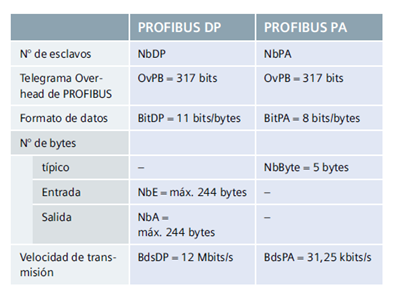 PROFIBUS DP PROFIBUS PA
N° de esclavos NbDP NbPA
Telegrama Over-
head de PROFIBUS OvPB = 317 bits OvPB = 317 bits
Formato de datos BitDP = 11 bits/bytes BitPA = 8 bits/bytes
N° de bytes
típico – NbByte = 5 bytes
Entrada NbE = máx. 244 bytes –
Salida NbA =
máx. 244 bytes –
Velocidad de trans-
misión BdsDP = 12 Mbits/s BdsPA = 31,25 kbits/s